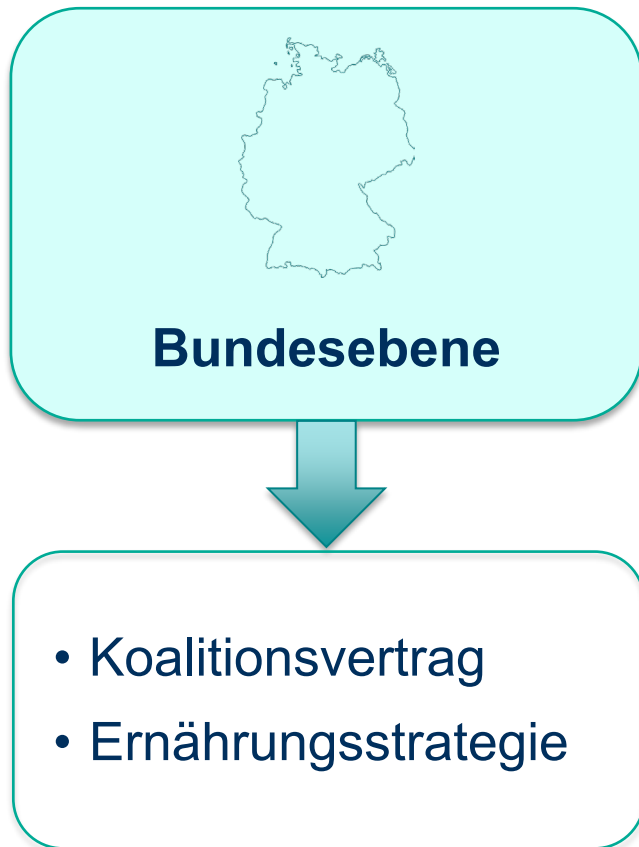 Bundesebene
• Koalitionsvertrag
• Ernährungsstrategie